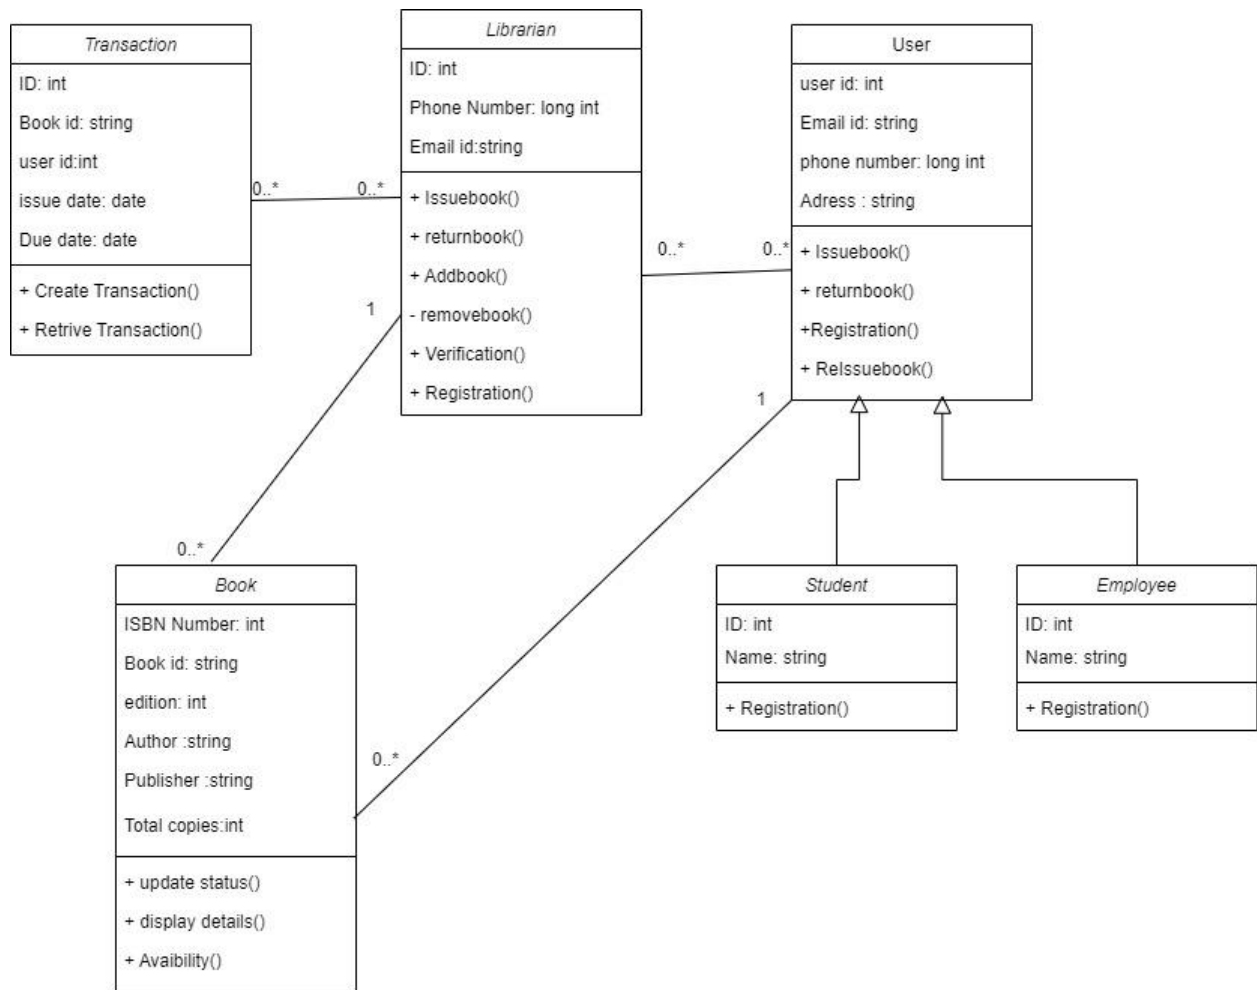 Transaction
ID: int
Book id: string
user id:int
issue date: date
Due date: date
+ Create Transaction()
+ Retrive Transaction()
0..*
0..*
Librarian
ID: int
Phone Number: long int
Email id:string
+ Issuebook()
+ returnbook()
+ Addbook()
- removebook()
+ Verification()
+ Registration()
0..*
0..*
User
user id: int
Email id: string
phone number: long int
Adress : string
+ Issuebook()
+ returnbook()
+Registration()
+ ReIssuebook()
1
0..*
1
0..*
Book
ISBN Number: int
Book id: string
edition: int
Author :string
Publisher :string
Total copies:int
+ update status()
+ display details()
+ Avaibility()
Student
ID: int
Name: string
+ Registration()
Employee
ID: int
Name: string
+ Registration()